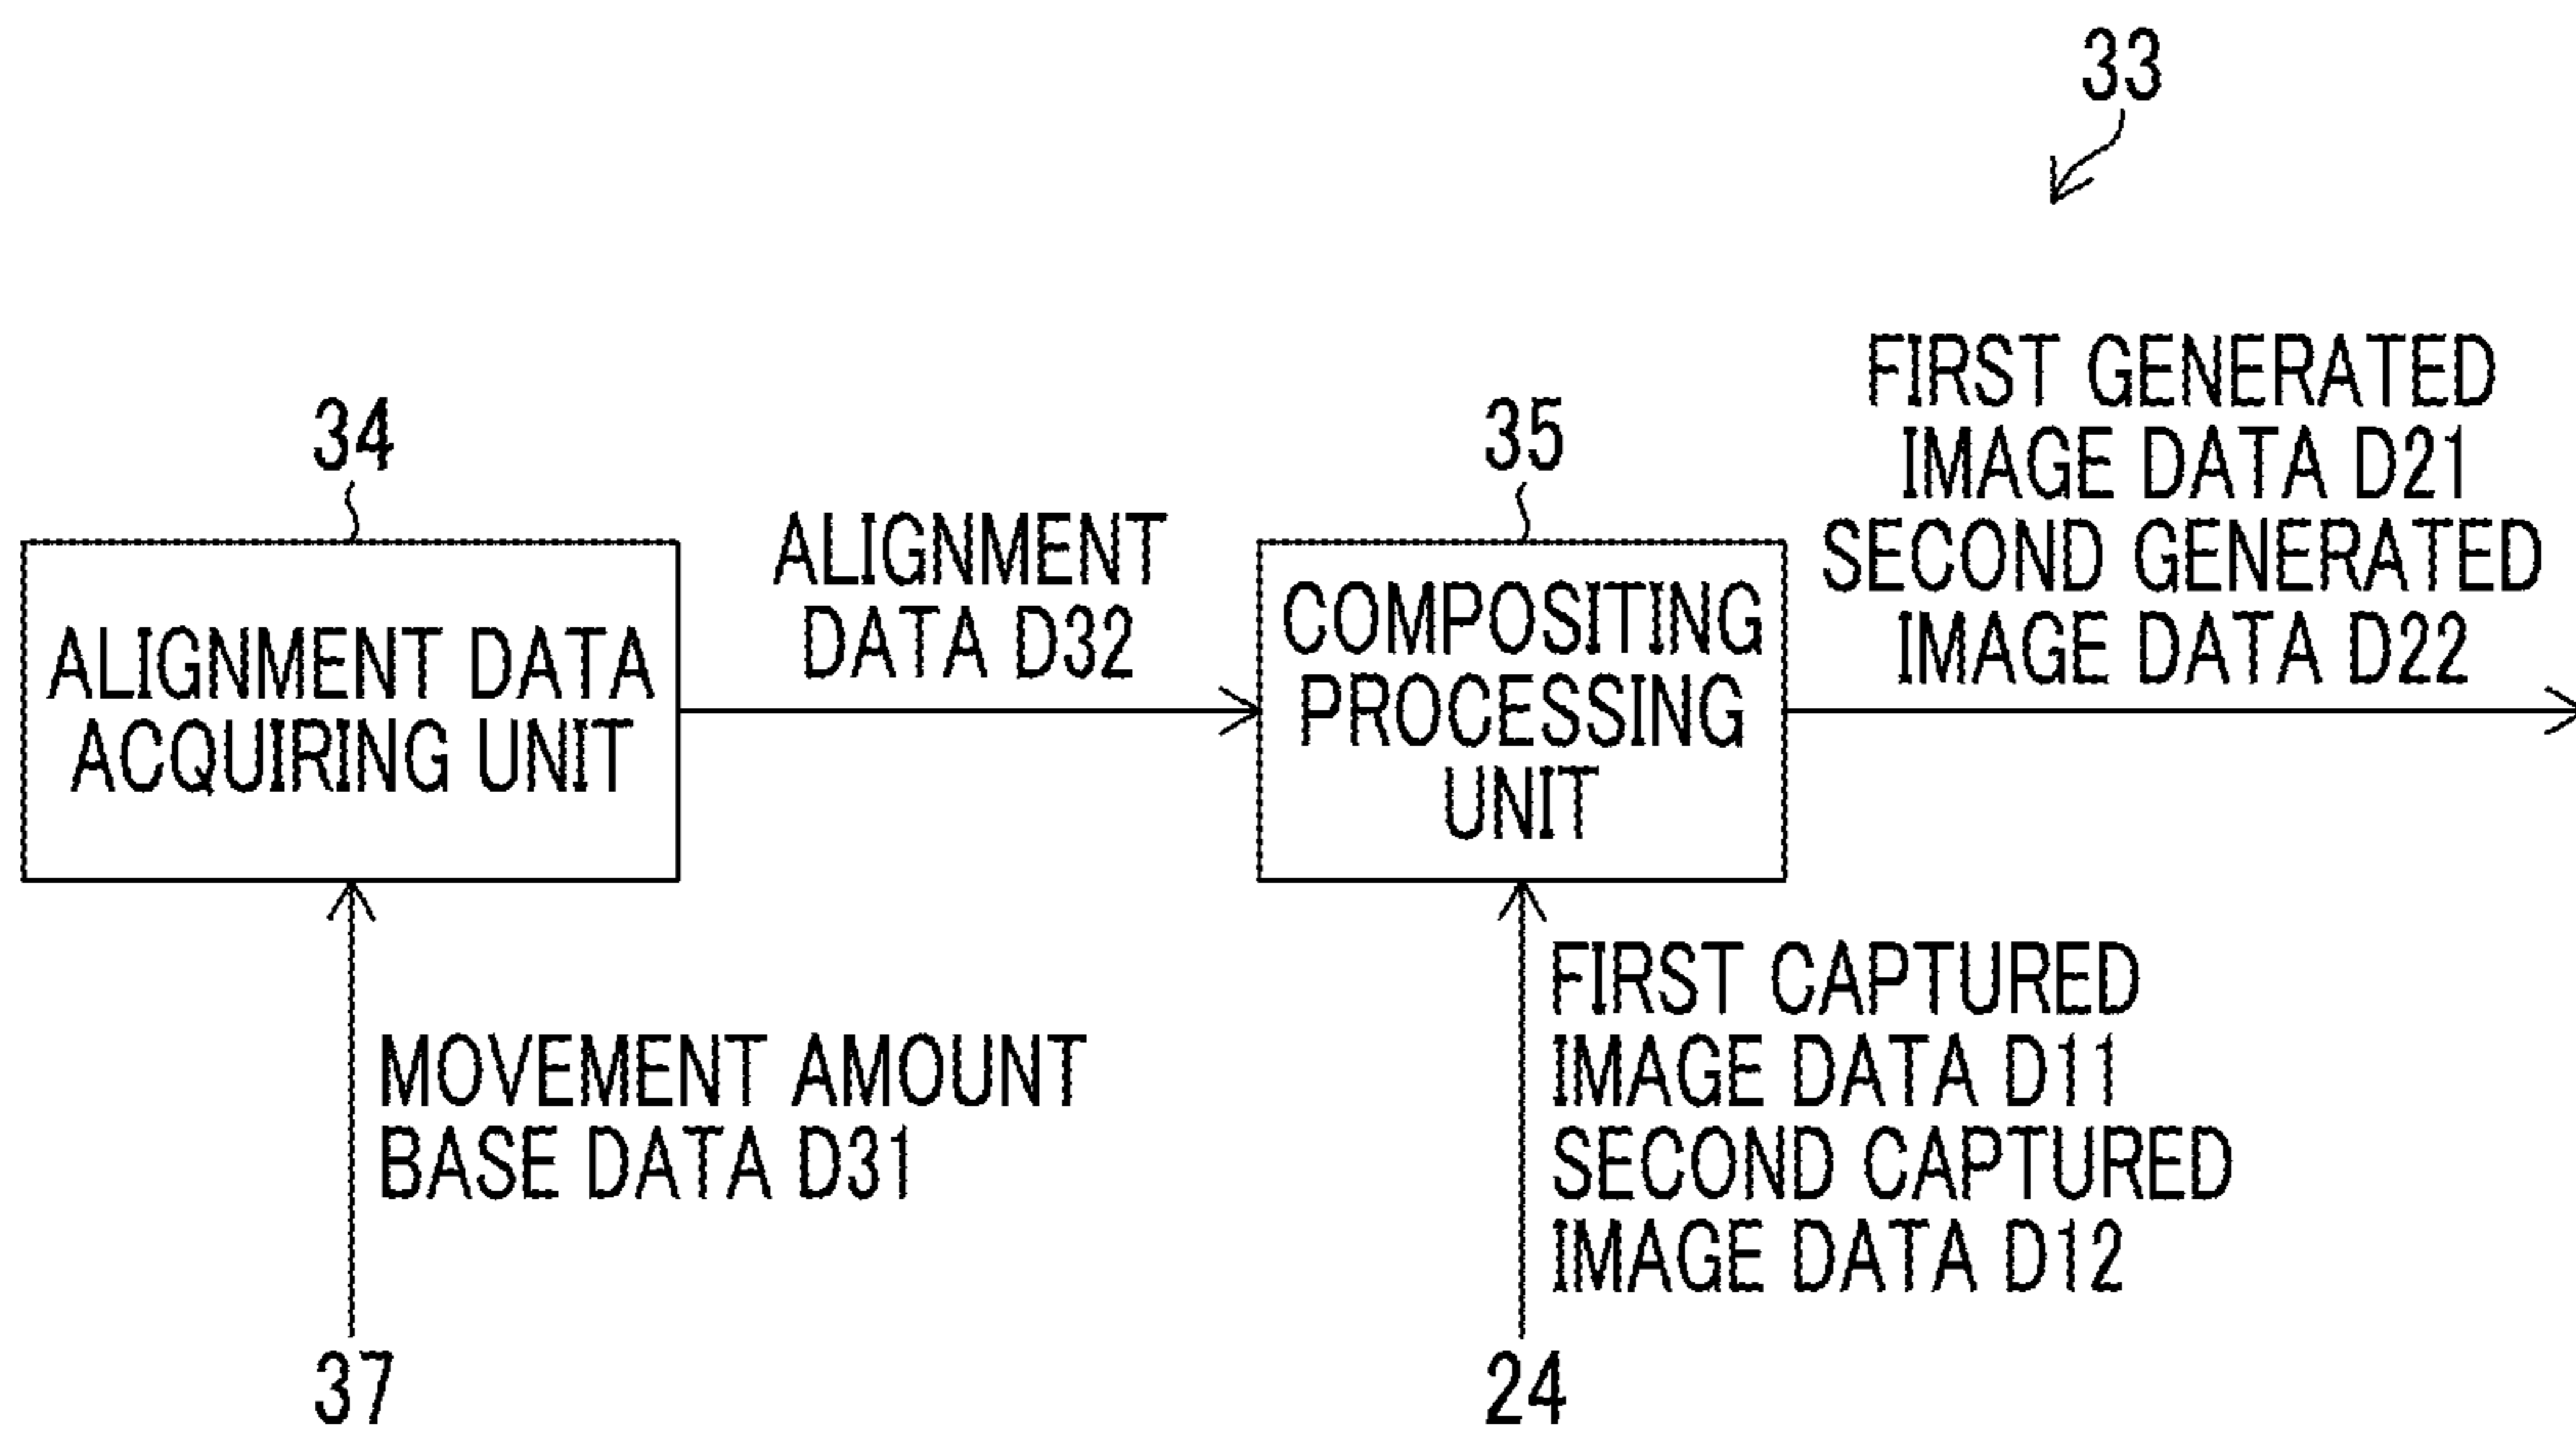 33
34
ALIGNMENT DATA
ACQUIRING UNIT
ALIGNMENT
DATA D32
35
COMPOSITING
PROCESSING
UNIT
FIRST GENERATED
IMAGE DATA D21
SECOND GENERATED
IMAGE DATA D22
MOVEMENT AMOUNT
BASE DATA D31
37
FIRST CAPTURED
IMAGE DATA D11
SECOND CAPTURED
IMAGE DATA D12
24